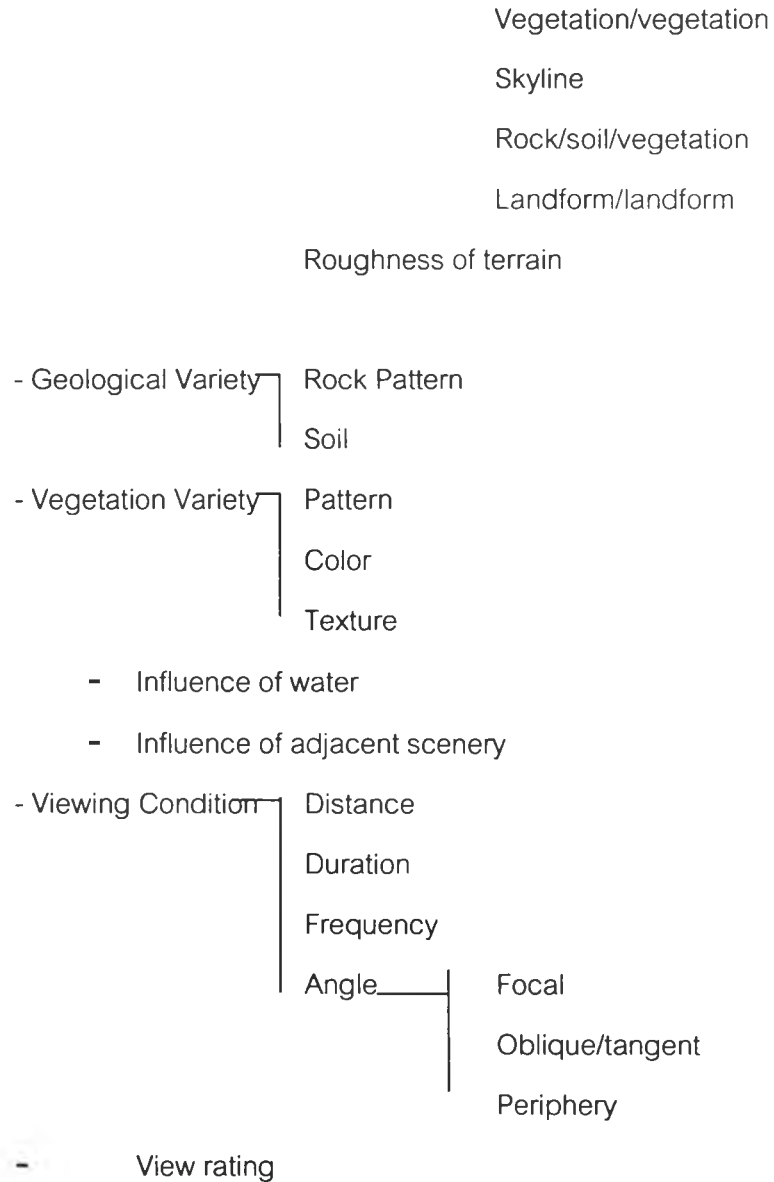 Vegetation/vegetation
Skyline
Rock/soil/vegetation
Landform/landform
Roughness of terrain
- Geological Variety Rock Pattern
Soil
- Vegetation Variety Pattern
Color
Texture
- Influence of water
- Influence of adjacent scenery
- Viewing Condition Distance
Duration
Frequency
Angle Focal
Oblique/tangent
Periphery
- View rating